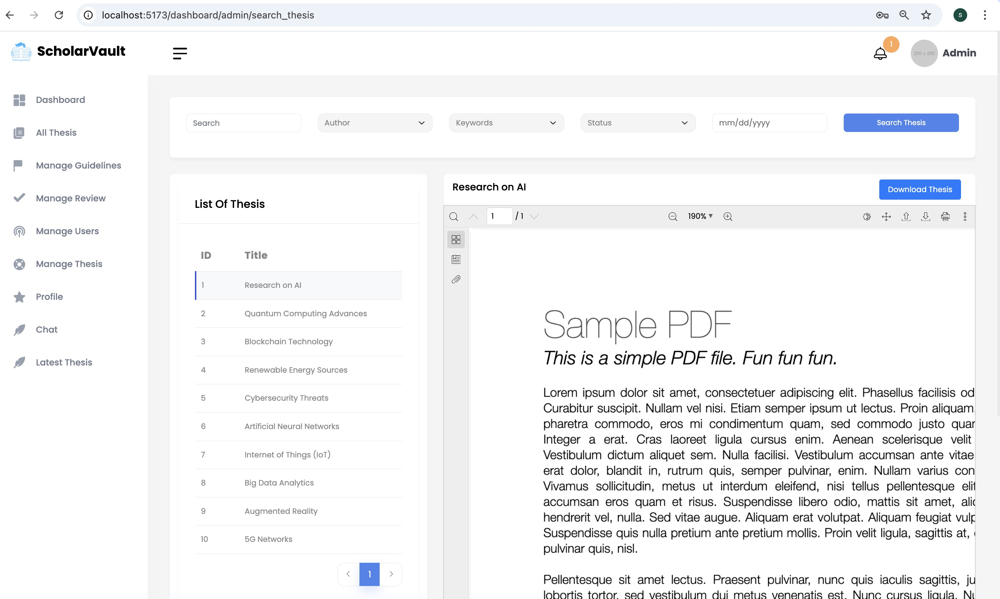 localhost:5173/dashboard/admin/search_thesis
S
ScholarVault
1
200 x 200
Admin
Dashboard
All Thesis
Manage Guidelines
Manage Review
Manage Users
Manage Thesis
Profile
Chat
Latest Thesis
Search
Author
Keywords
Status
mm/dd/yyyy
Search Thesis
List Of Thesis
ID Title
1 Research on AI
2 Quantum Computing Advances
3 Blockchain Technology
4 Renewable Energy Sources
5 Cybersecurity Threats
6 Artificial Neural Networks
7 Internet of Things (IoT)
8 Big Data Analytics
9 Augmented Reality
10 5G Networks
1
Research on AI
Download Thesis
1 / 1
190%
Sample PDF
This is a simple PDF file. Fun fun fun.
Lorem ipsum dolor sit amet, consectetuer adipiscing elit. Phasellus facilisis od
Curabitur suscipit. Nullam vel nisi. Etiam semper ipsum ut lectus. Proin aliquam,
pharetra commodo, eros mi condimentum quam, sed commodo justo quam
Integer a erat. Cras laoreet ligula cursus enim. Aenean scelerisque velit
Vestibulum dictum aliquet sem. Nulla facilisi. Vestibulum accumsan ante vitae
erat dolor, blandit in, rutrum quis, semper pulvinar, enim. Nullam varius con
Vivamus sollicitudin, metus ut interdum eleifend, nisi tellus pellentesque elit
accumsan eros quam et risus. Suspendisse libero odio, mattis sit amet, alic
hendrerit vel, nulla. Sed vitae augue. Aliquam erat volutpat. Aliquam feugiat vulp
Suspendisse quis nulla pretium ante pretium mollis. Proin velit ligula, sagittis at,
pulvinar quis, nisl.
Pellentesque sit amet lectus. Praesent pulvinar, nunc quis iaculis sagittis, ju
lobortis tortor, sed vestibulum dui metus venenatis est. Nunc cursus ligula. Nu